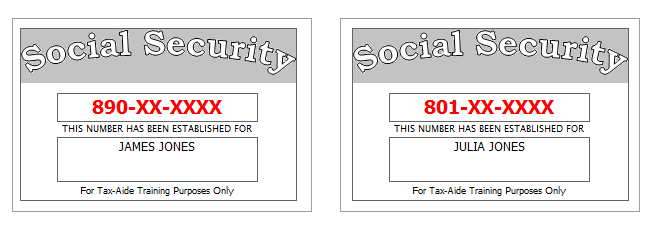 Social Security
890-XX-XXXX
THIS NUMBER HAS BEEN ESTABLISHED FOR
JAMES JONES
For Tax-Aide Training Purposes Only
Social Security
801-XX-XXXX
THIS NUMBER HAS BEEN ESTABLISHED FOR
JULIA JONES
For Tax-Aide Training Purposes Only